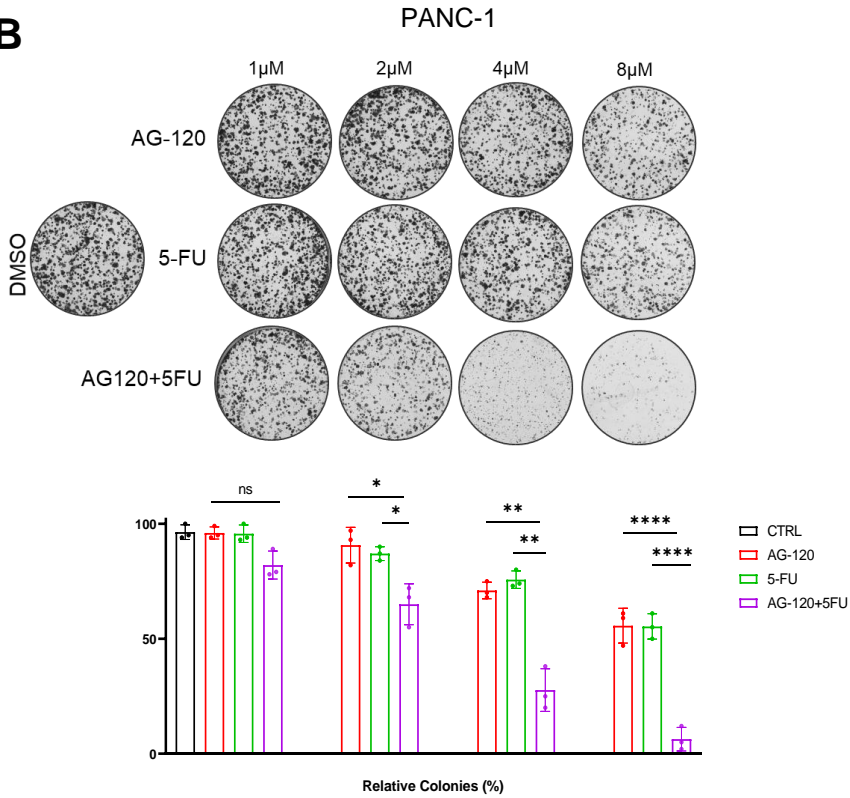 B
PANC-1
1µM 2µM 4µM 8µM
AG-120
DMSO
5-FU
AG120+5FU
ns
*
*
**
**
****
****
100
50
0
CTRL
AG-120
5-FU
AG-120+5FU
Relative Colonies (%)